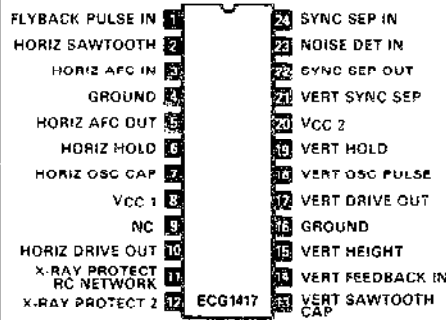 FLYBACK PULSE IN 1
HORIZ SAWTOOTH 2
HORIZ AFC IN 3
GROUND 4
HORIZ AFC OUT 5
HORIZ HOLD 6
HORIZ OSC CAP 7
VCC 1 8
NC 9
HORIZ DRIVE OUT 10
X-RAY PROTECT
RC NETWORK 11
X-RAY PROTECT 2 12
ECG1417
24 SYNC SEP IN
23 NOISE DET IN
22 SYNC SEP OUT
21 VERT SYNC SEP
20 VCC 2
19 VERT HOLD
18 VERT OSC PULSE
17 VERT DRIVE OUT
16 GROUND
15 VERT HEIGHT
14 VERT FEEDBACK IN
13 VERT SAWTOOTH
CAP